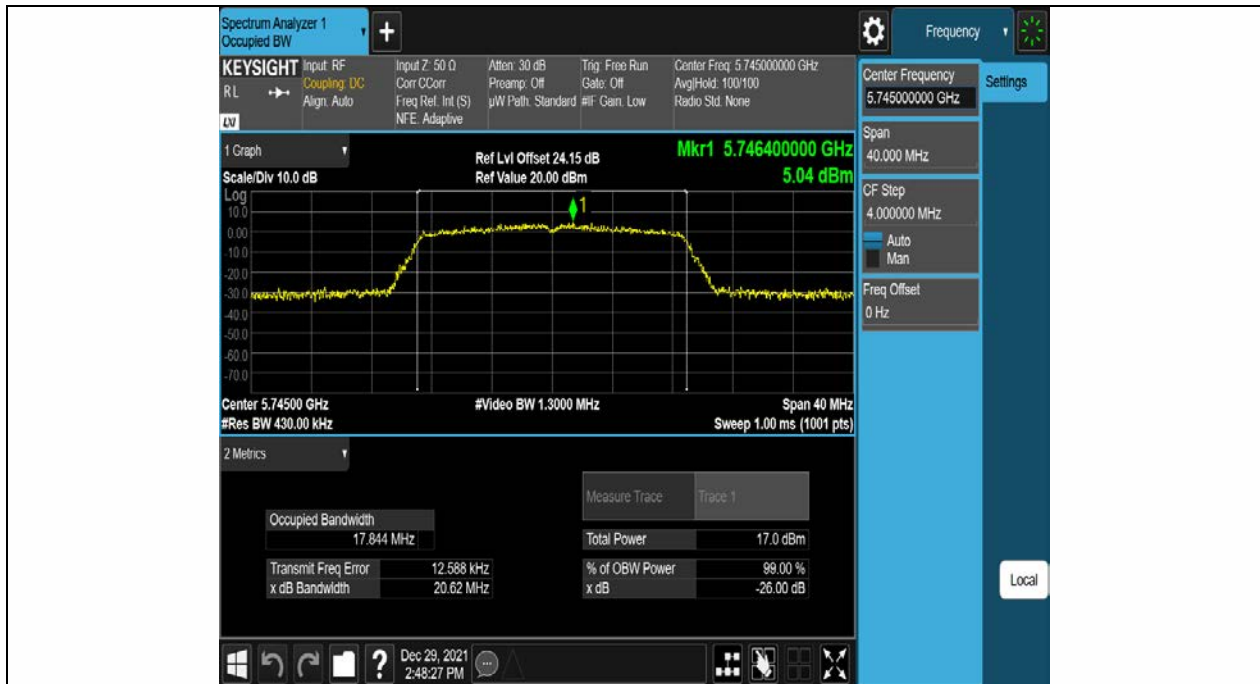 Spectrum Analyzer 1
Occupied BW
+
Frequency
KEYSIGHT
RL
LXI
Input: RF
Coupling: DC
Align: Auto
Input Z: 50 Ω
Corr CCorr
Freq Ref: Int (S)
NFE: Adaptive
Atten: 30 dB
Preamp: Off
µW Path: Standard
Trig: Free Run
Gate: Off
#IF Gain: Low
Center Freq: 5.745000000 GHz
Avg|Hold: 100/100
Radio Std: None
Center Frequency
5.745000000 GHz
Settings
Span
40.000 MHz
CF Step
4.000000 MHz
Auto
Man
Freq Offset
0 Hz
1 Graph
Scale/Div 10.0 dB
Ref Lvl Offset 24.15 dB
Ref Value 20.00 dBm
Mkr1 5.746400000 GHz
5.04 dBm
Log
10.0
0.00
-10.0
-20.0
-30.0
-40.0
-50.0
-60.0
-70.0
1
Center 5.74500 GHz
#Res BW 430.00 kHz
#Video BW 1.3000 MHz
Span 40 MHz
Sweep 1.00 ms (1001 pts)
2 Metrics
Measure Trace Trace 1
Occupied Bandwidth
17.844 MHz
Total Power 17.0 dBm
Transmit Freq Error 12.588 kHz
% of OBW Power 99.00 %
x dB Bandwidth 20.62 MHz
x dB -26.00 dB
Local
?
Dec 29, 2021
2:48:27 PM